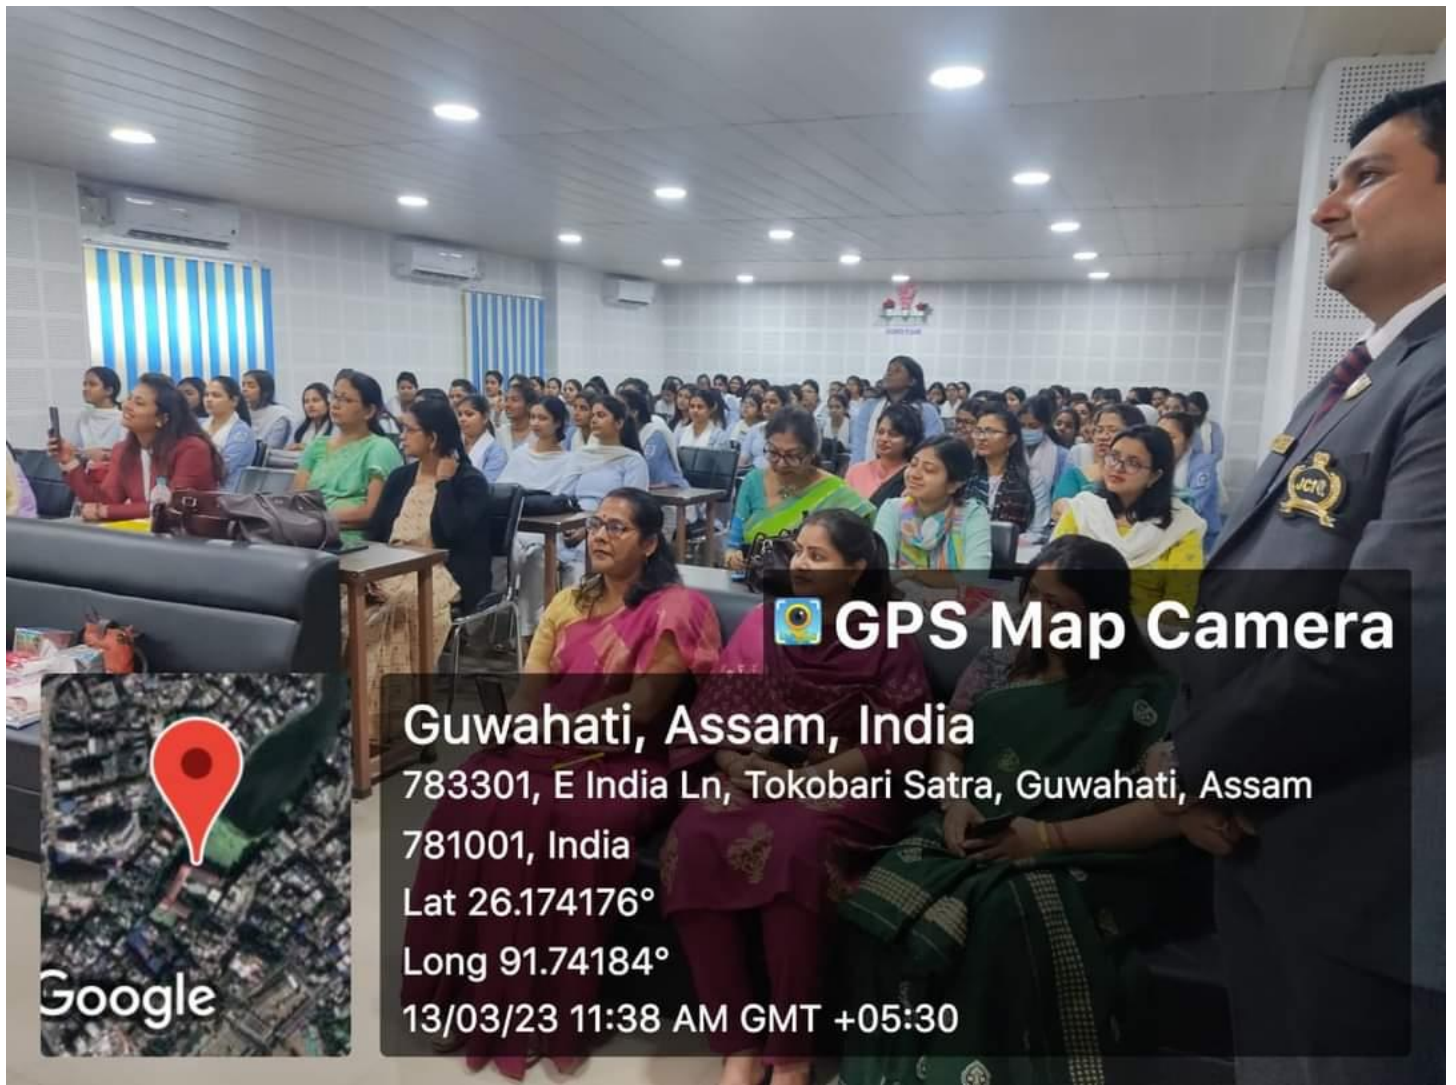 JCI
GPS Map Camera
Guwahati, Assam, India
783301, E India Ln, Tokobari Satra, Guwahati, Assam
781001, India
Lat 26.174176°
Long 91.74184°
13/03/23 11:38 AM GMT +05:30
Google